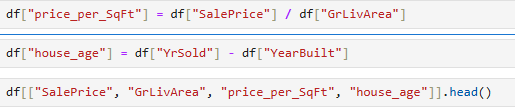 df["price_per_SqFt"] = df["SalePrice"] / df["GrLivArea"]
df["house_age"] = df["YrSold"] - df["YearBuilt"]
df[["SalePrice", "GrLivArea", "price_per_SqFt", "house_age"]].head()